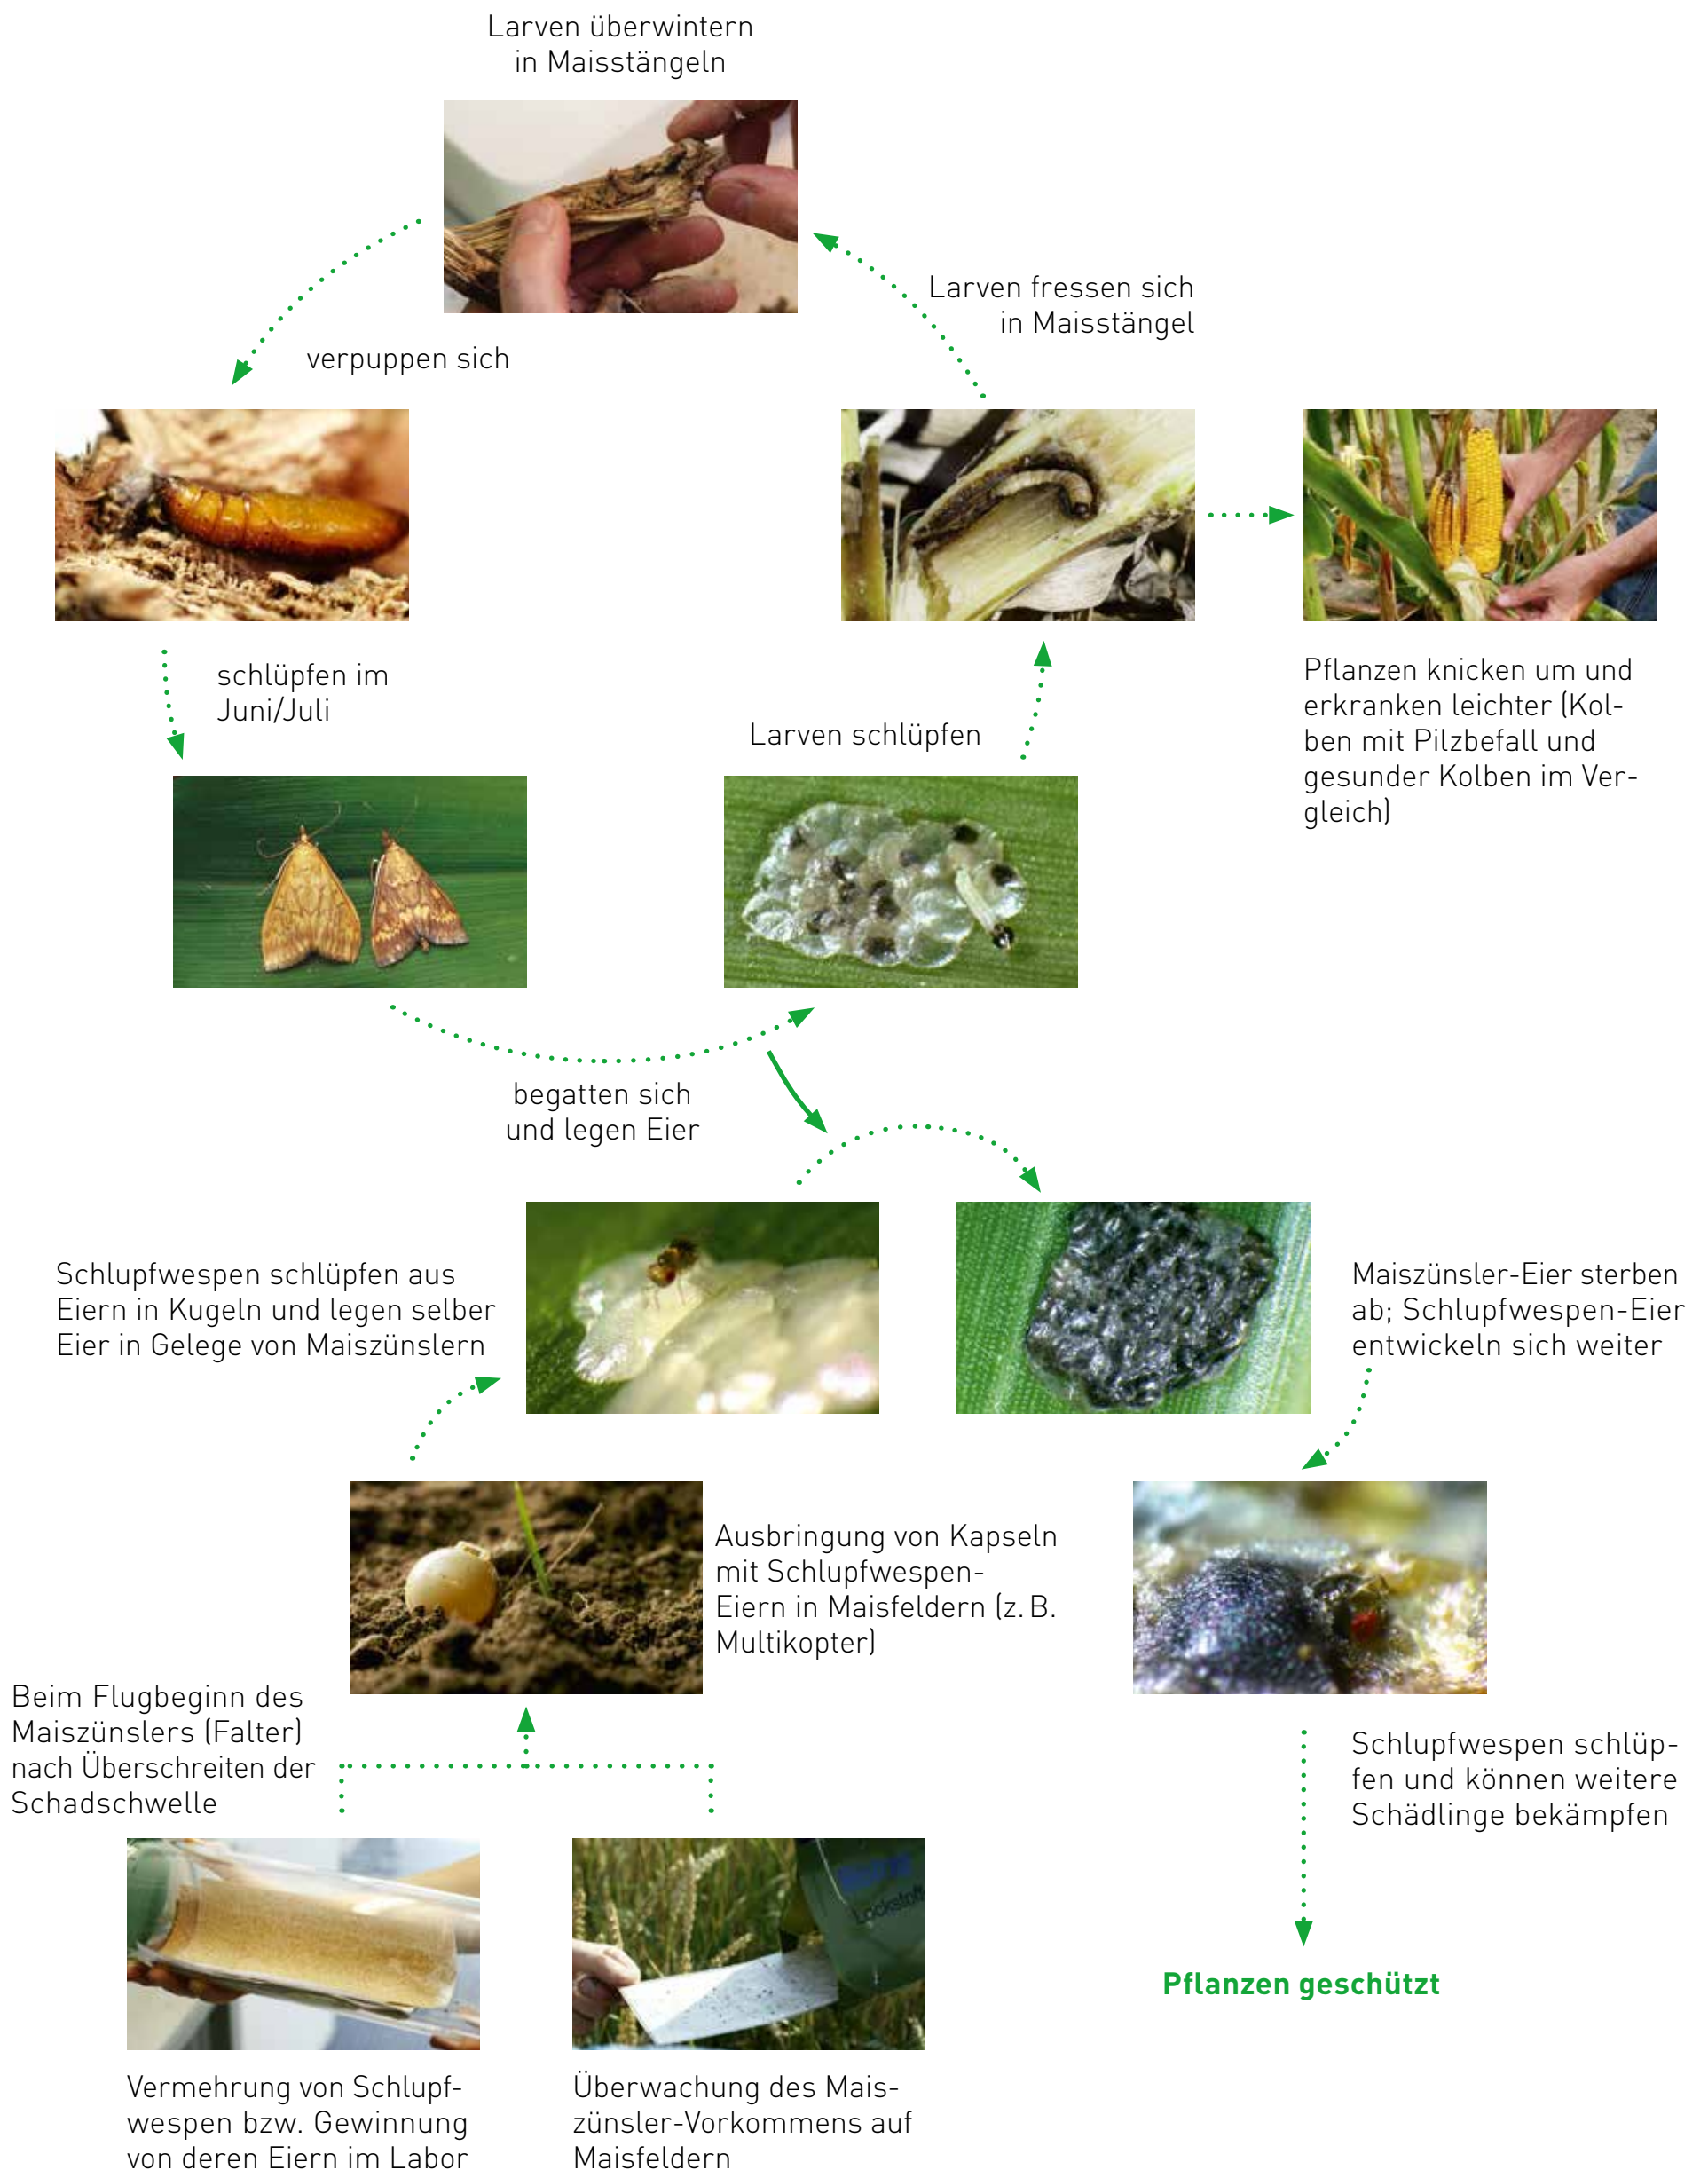 Larven überwintern
in Maisstängeln
Larven fressen sich
in Maisstängel
verpuppen sich
schlüpfen im
Juni/Juli
Larven schlüpfen
Pflanzen knicken um und
erkranken leichter (Kol-
ben mit Pilzbefall und
gesunder Kolben im Ver-
gleich)
begatten sich
und legen Eier
Schlupfwespen schlüpfen aus
Eiern in Kugeln und legen selber
Eier in Gelege von Maiszünslern
Maiszünsler-Eier sterben
ab; Schlupfwespen-Eier
entwickeln sich weiter
Ausbringung von Kapseln
mit Schlupfwespen-
Eiern in Maisfeldern (z. B.
Multikopter)
Beim Flugbeginn des
Maiszünslers (Falter)
nach Überschreiten der
Schadschwelle
Schlupfwespen schlüp-
fen und können weitere
Schädlinge bekämpfen
Lockstoff
Pflanzen geschützt
Vermehrung von Schlupf-
wespen bzw. Gewinnung
von deren Eiern im Labor
Überwachung des Mais-
zünsler-Vorkommens auf
Maisfeldern